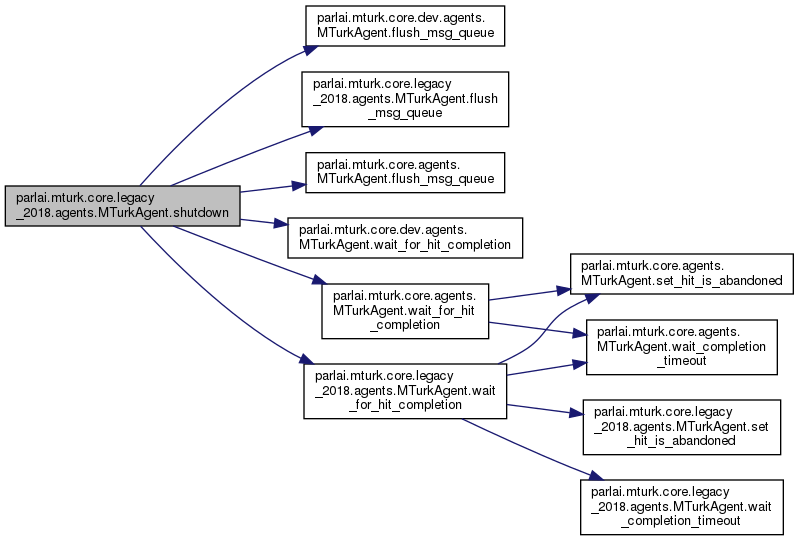 parlai.mturk.core.dev.agents.
MTurkAgent.flush_msg_queue
parlai.mturk.core.legacy
_2018.agents.MTurkAgent.flush
_msg_queue
parlai.mturk.core.agents.
MTurkAgent.flush_msg_queue
parlai.mturk.core.legacy
_2018.agents.MTurkAgent.shutdown
parlai.mturk.core.dev.agents.
MTurkAgent.wait_for_hit_completion
parlai.mturk.core.agents.
MTurkAgent.set_hit_is_abandoned
parlai.mturk.core.agents.
MTurkAgent.wait_for_hit
_completion
parlai.mturk.core.agents.
MTurkAgent.wait_completion
_timeout
parlai.mturk.core.legacy
_2018.agents.MTurkAgent.wait
_for_hit_completion
parlai.mturk.core.legacy
_2018.agents.MTurkAgent.set
_hit_is_abandoned
parlai.mturk.core.legacy
_2018.agents.MTurkAgent.wait
_completion_timeout